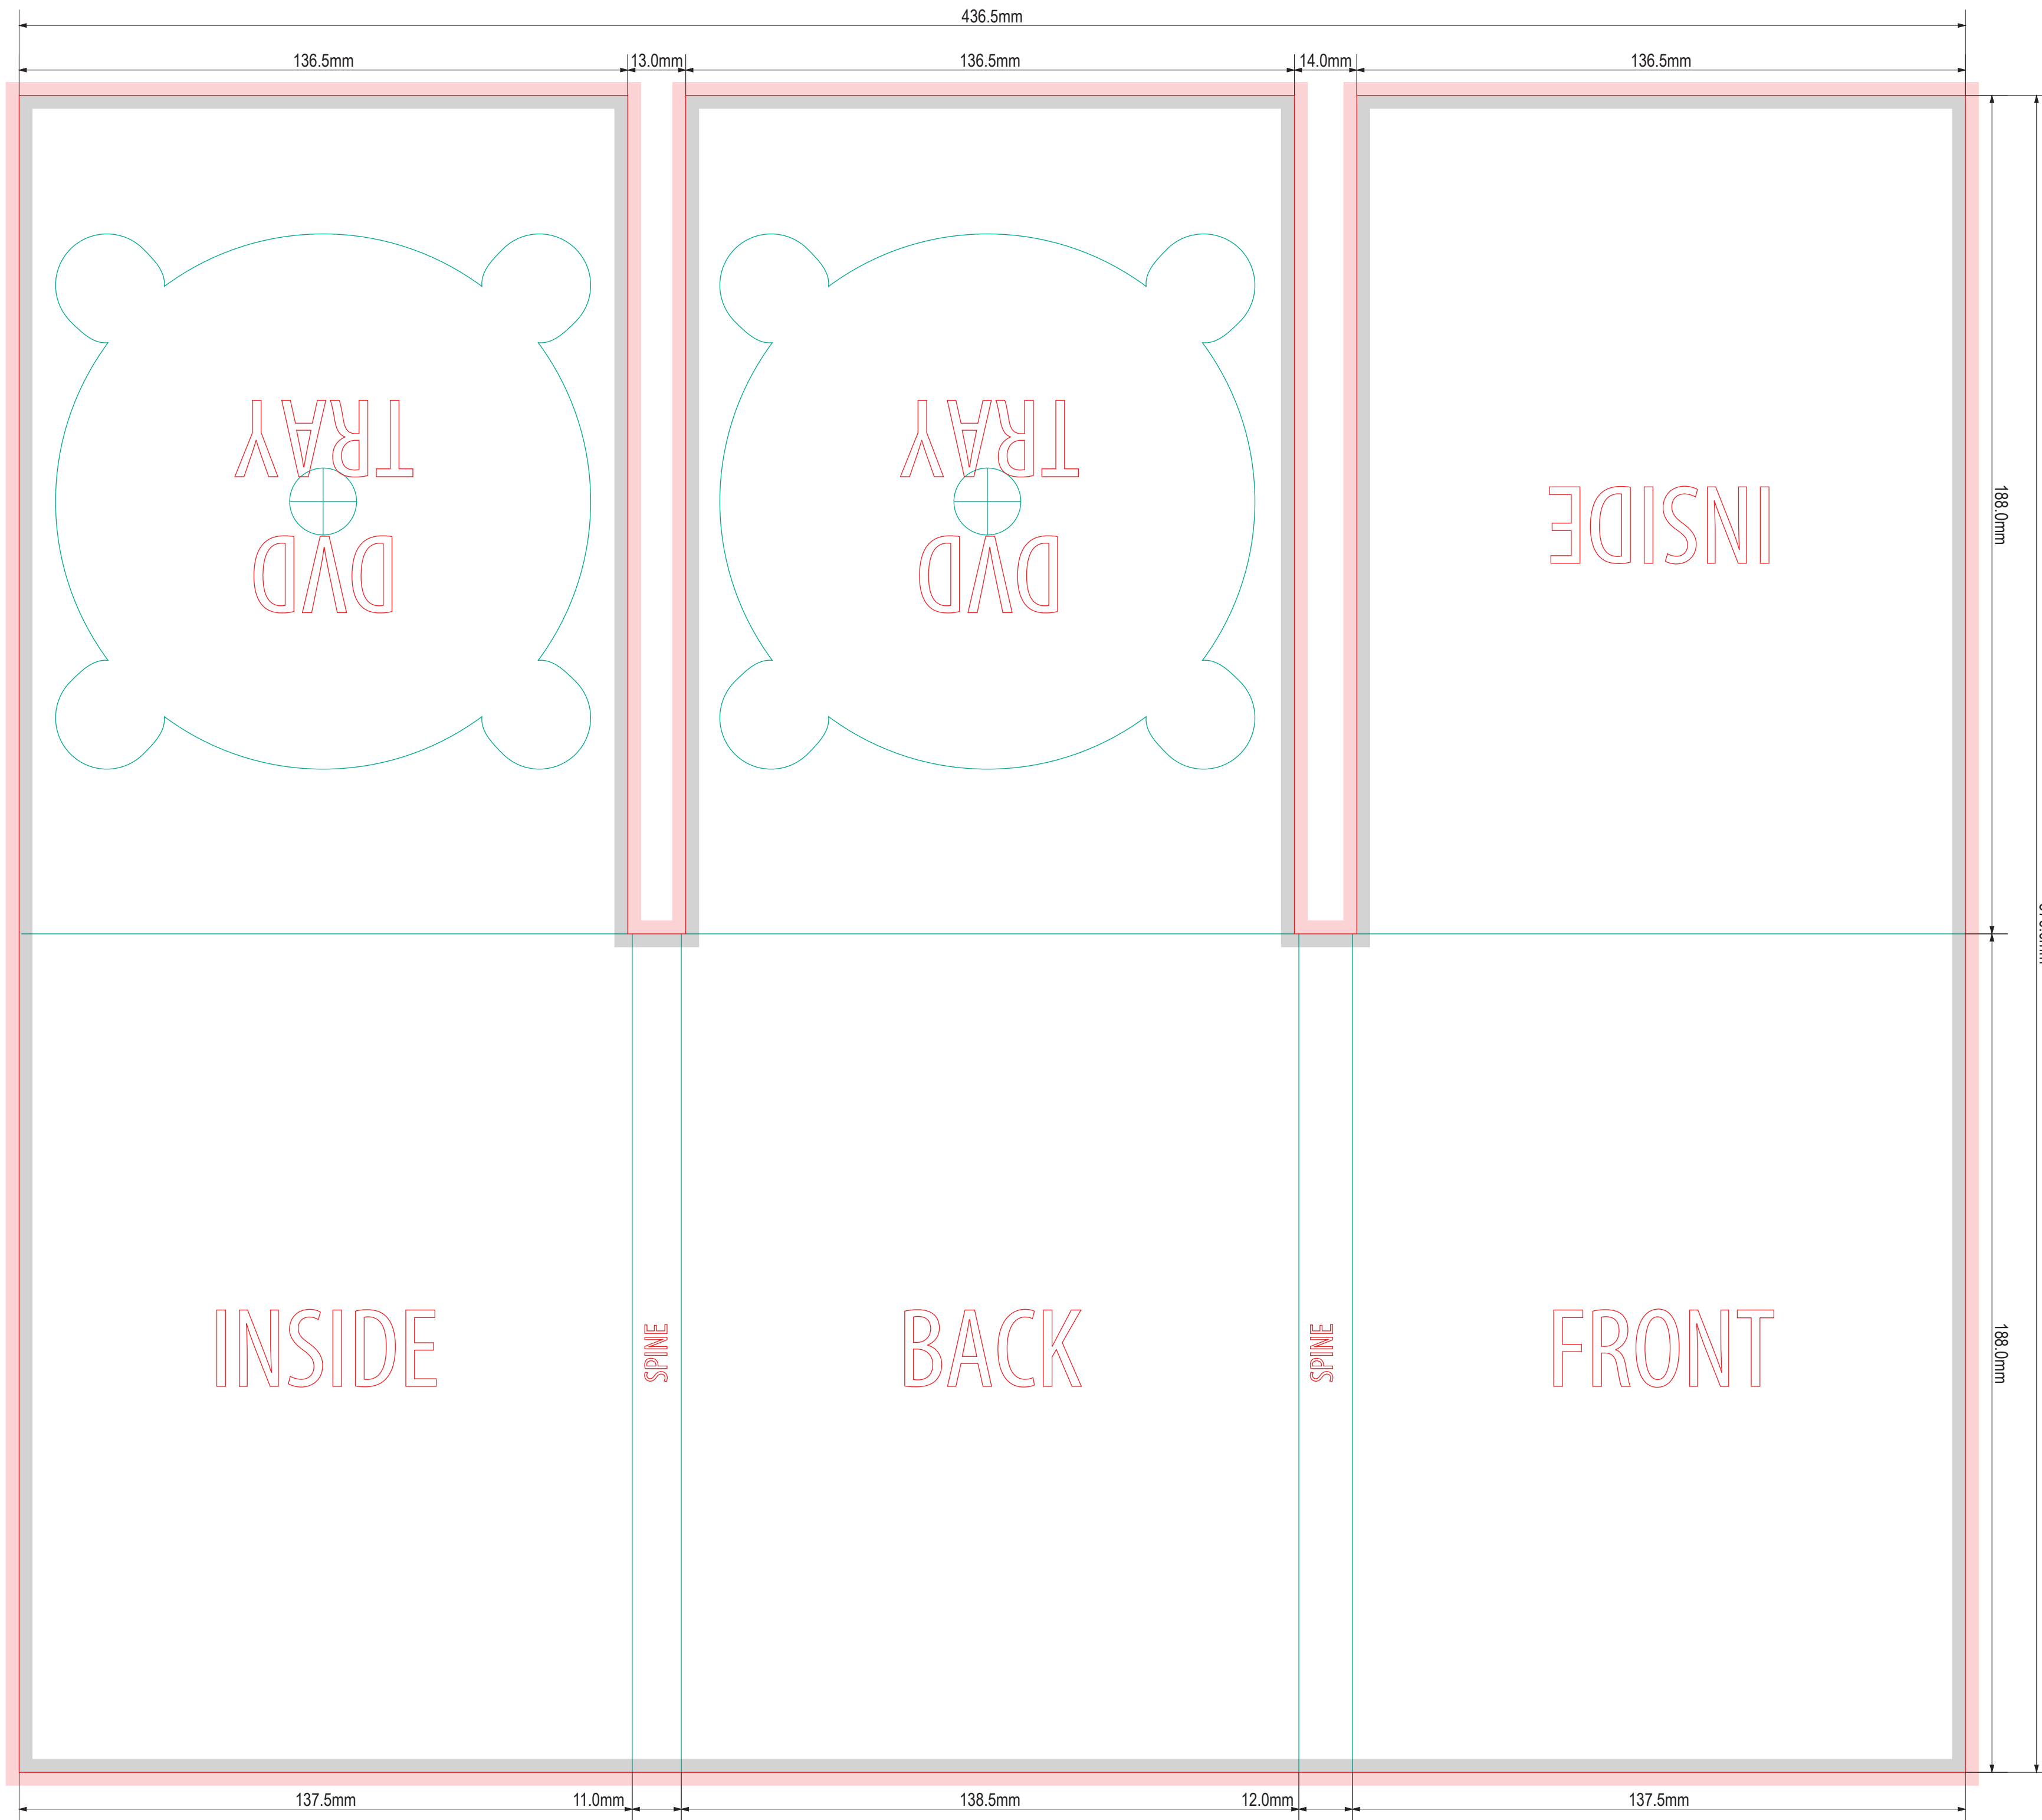 436.5mm
136.5mm
13.0mm
136.5mm
14.0mm
136.5mm
DVD
TRAY
DVD
TRAY
INSIDE
188.0mm
INSIDE
SPINE
BACK
SPINE
FRONT
188.0mm
137.5mm
11.0mm
138.5mm
12.0mm
137.5mm